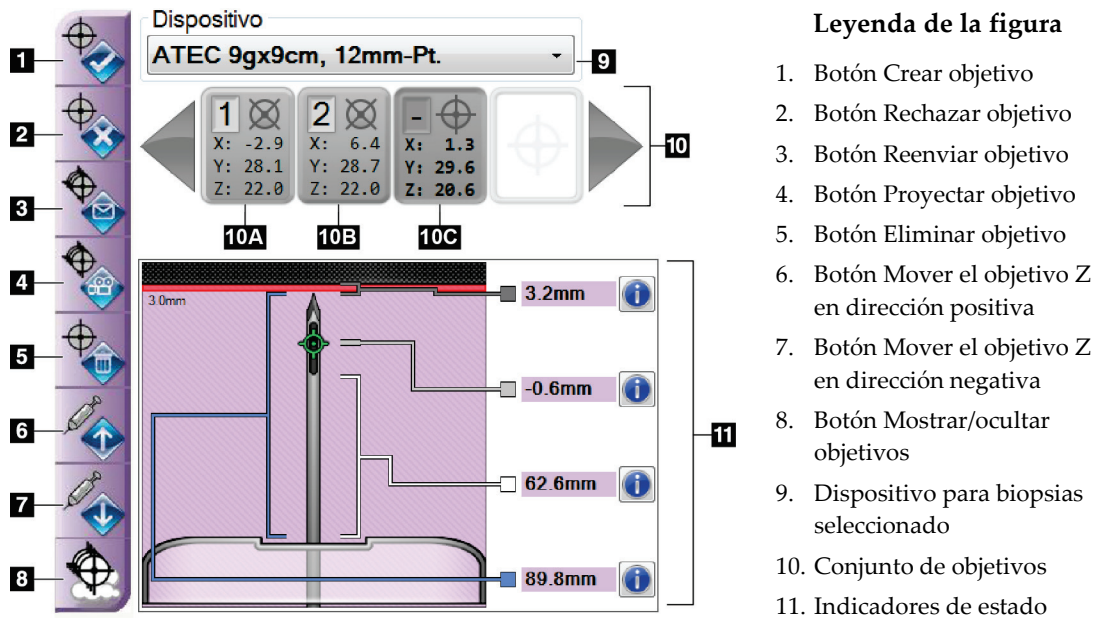 Dispositivo
ATEC 9gx9cm, 12mm-Pt.
1
9
1
X: -2.9
Y: 28.1
Z: 22.0
2
X: 6.4
Y: 28.7
Z: 22.0
-
X: 1.3
Y: 29.6
Z: 20.6
2
10
3
10A
10B
10C
4
3.0mm
3.2mm
5
-0.6mm
6
11
62.6mm
7
8
89.8mm
Leyenda de la figura
1. Botón Crear objetivo
2. Botón Rechazar objetivo
3. Botón Reenviar objetivo
4. Botón Proyectar objetivo
5. Botón Eliminar objetivo
6. Botón Mover el objetivo Z
en dirección positiva
7. Botón Mover el objetivo Z
en dirección negativa
8. Botón Mostrar/ocultar
objetivos
9. Dispositivo para biopsias
seleccionado
10. Conjunto de objetivos
11. Indicadores de estado